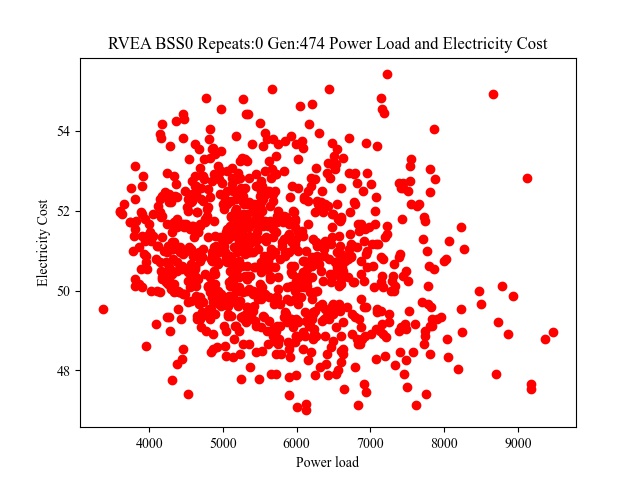 RVEA BSS0 Repeats:0 Gen:474 Power Load and Electricity Cost
54
52
50
48
Electricity Cost
4000 5000 6000 7000 8000 9000
Power load